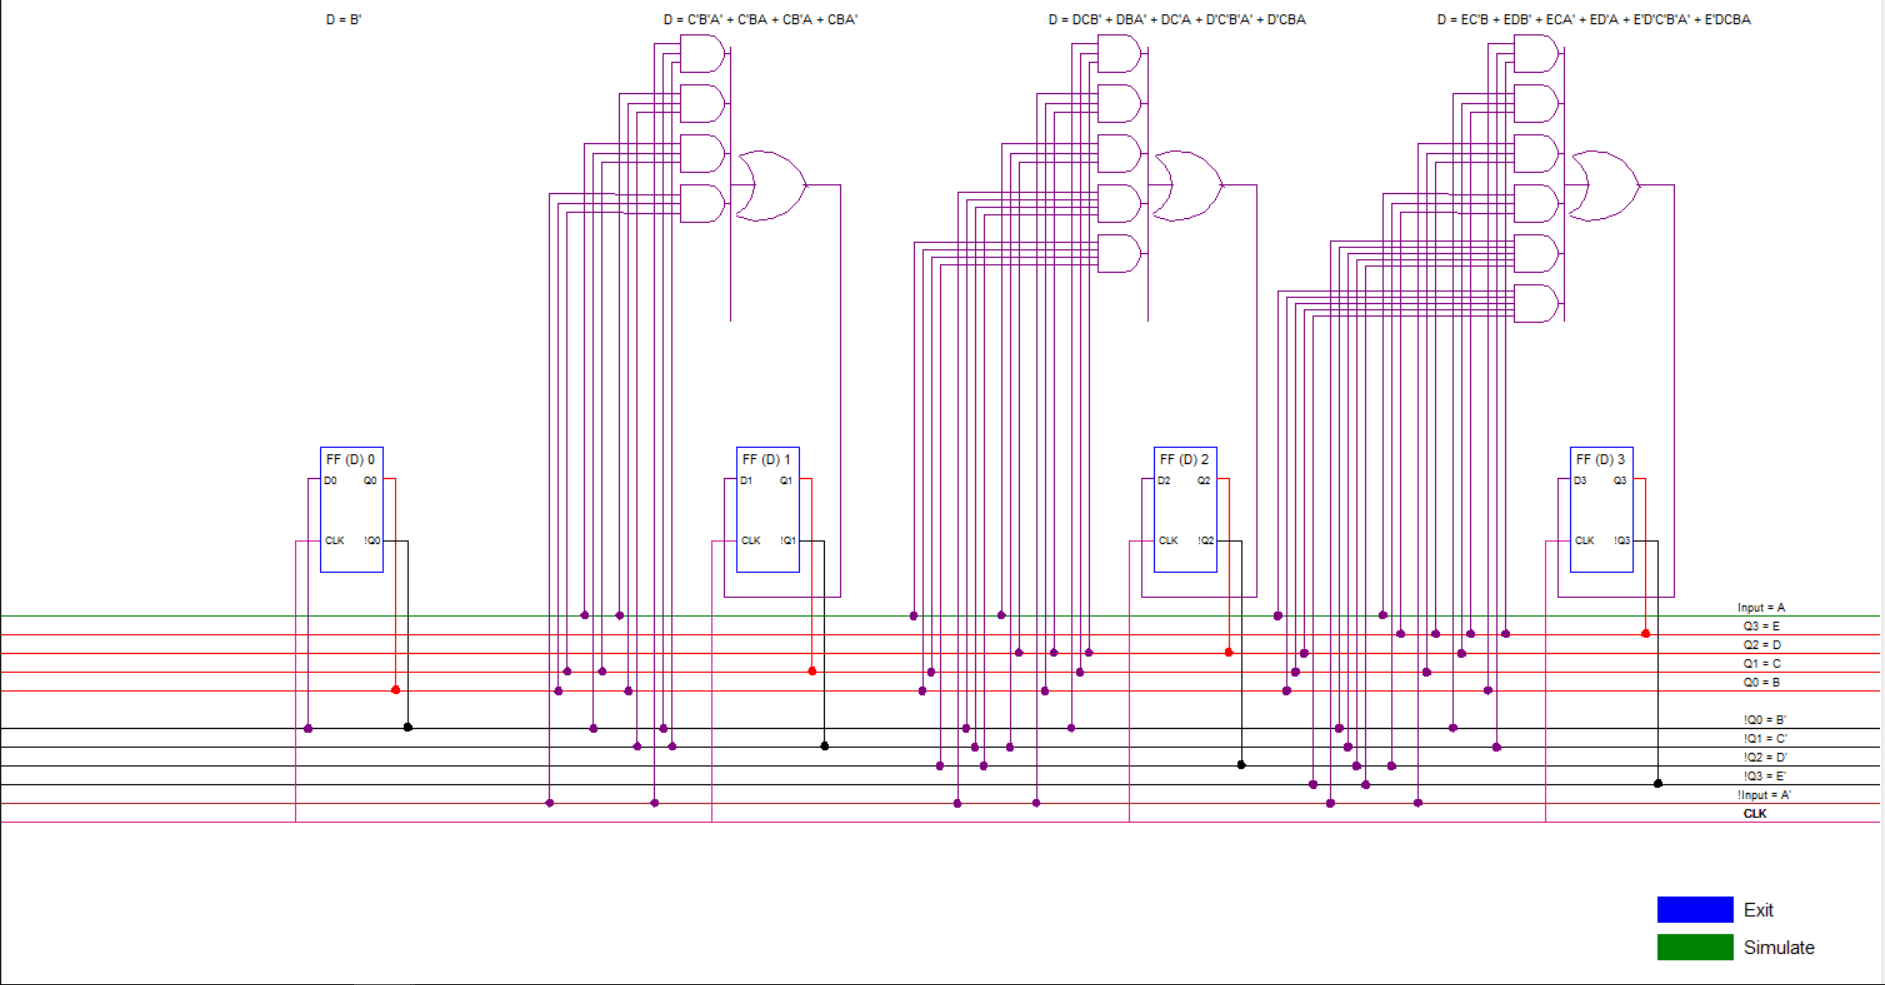 D = B'
D = C'B'A' + C'BA + CB'A + CBA'
D = DCB' + DBA' + DC'A + D'C'B'A' + D'CBA
D = EC'B + EDB' + ECA' + ED'A + E'D'C'B'A' + E'DCBA
FF (D) 0
D0 Q0
CLK !Q0
FF (D) 1
D1 Q1
CLK !Q1
FF (D) 2
D2 Q2
CLK !Q2
FF (D) 3
D3 Q3
CLK !Q3
Input = A
Q3 = E
Q2 = D
Q1 = C
Q0 = B
!Q0 = B'
!Q1 = C'
!Q2 = D'
!Q3 = E'
!Input = A'
CLK
Exit
Simulate